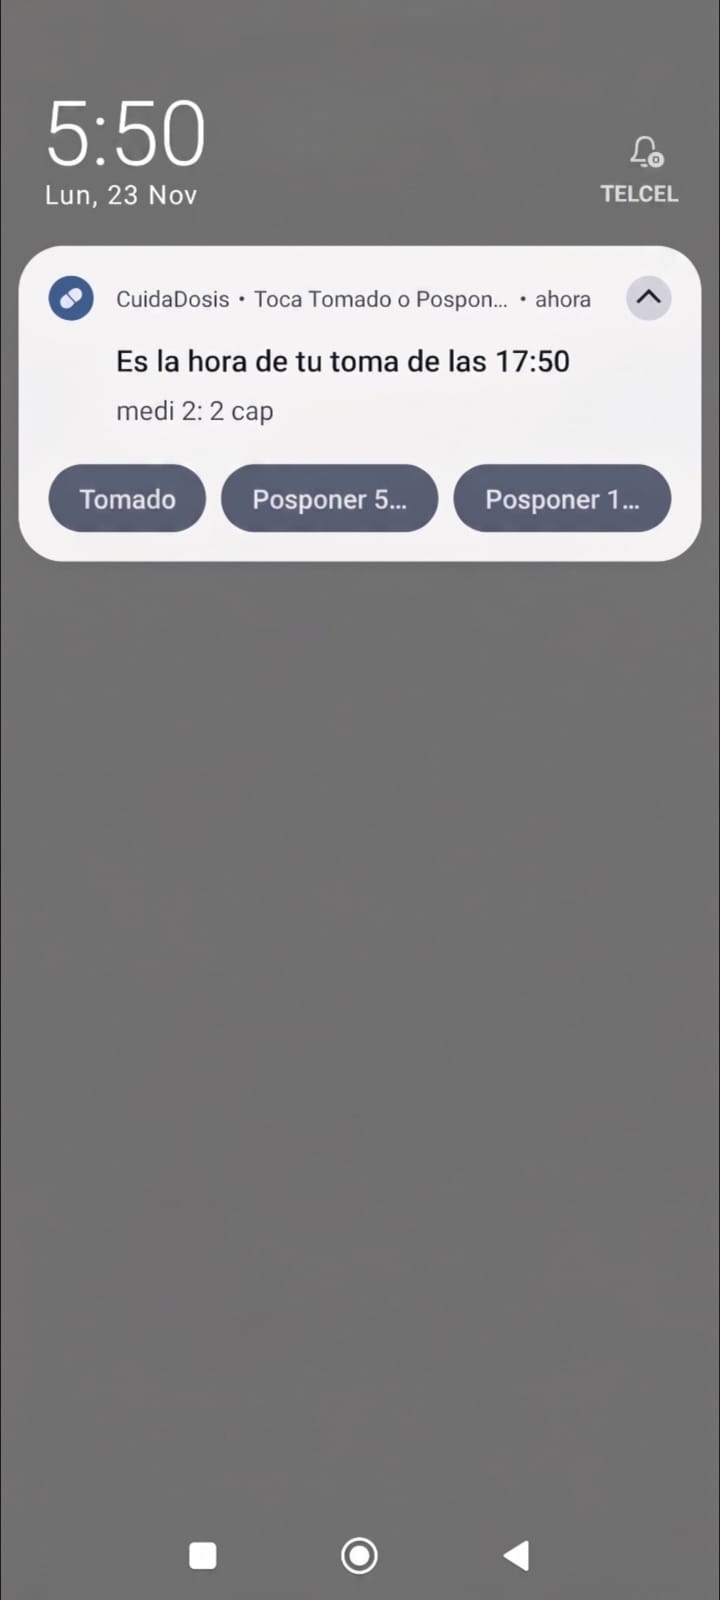 5:50
Lun, 23 Nov
TELCEL
CuidaDosis • Toca Tomado o Pospon... • ahora
Es la hora de tu toma de las 17:50
medi 2: 2 cap
Tomado
Posponer 5...
Posponer 1...